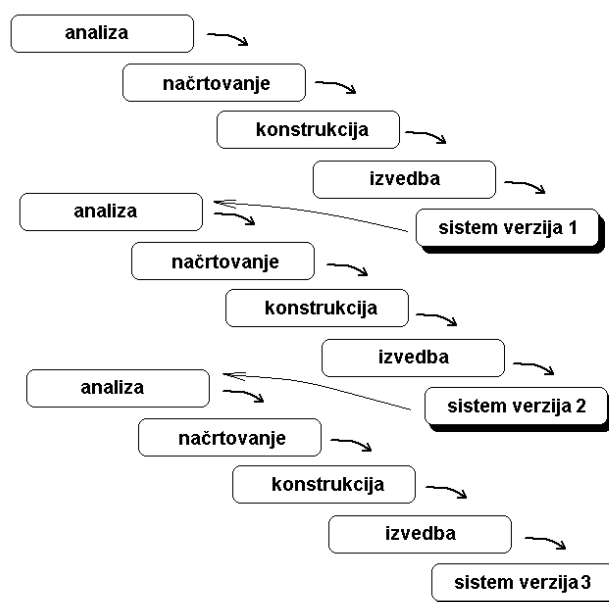 analiza
načrtovanje
konstrukcija
izvedba
sistem verzija 1
analiza
načrtovanje
konstrukcija
izvedba
sistem verzija 2
analiza
načrtovanje
konstrukcija
izvedba
sistem verzija 3